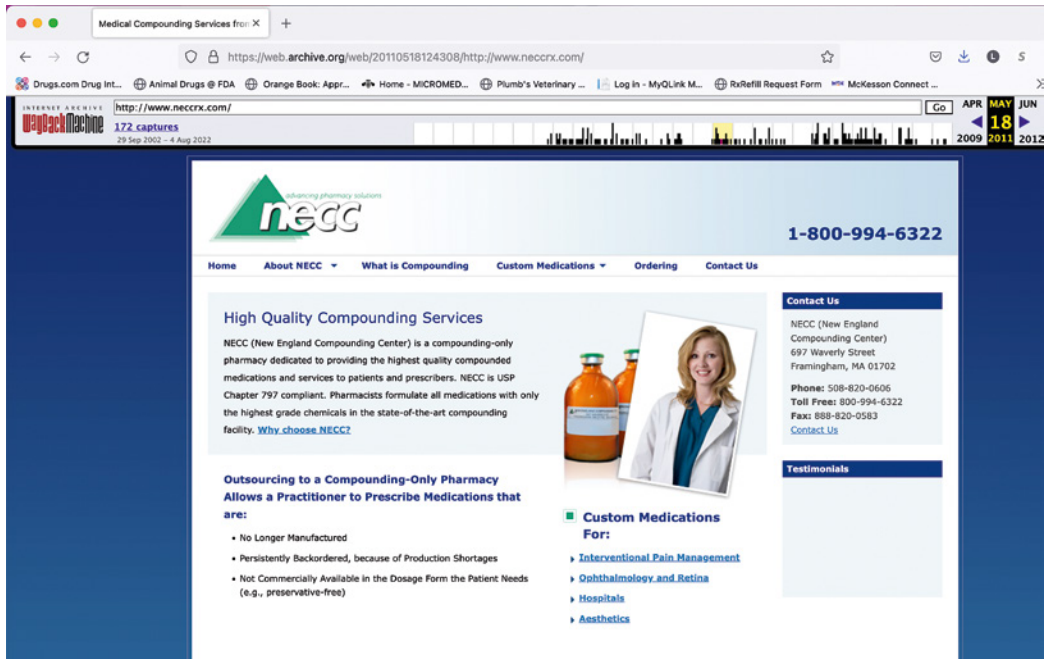 Medical Compounding Services from
https://web.archive.org/web/20110518124308/http://www.neccrx.com/
Drugs.com Drug Int... Animal Drugs @ FDA Orange Book: Appr... Home - MICROMED... Plumb's Veterinary ... Log in - MyQLink M... RxRefill Request Form McKesson Connect ...
INTERNET ARCHIVE
WayBackMachine
http://www.neccrx.com/
Go
172 captures
29 Sep 2002 – 4 Aug 2022
APR MAY JUN
18
2009 2011 2012
advancing pharmacy solutions
necc
1-800-994-6322
Home About NECC What is Compounding Custom Medications Ordering Contact Us
High Quality Compounding Services
NECC (New England Compounding Center) is a compounding-only
pharmacy dedicated to providing the highest quality compounded
medications and services to patients and prescribers. NECC is USP
Chapter 797 compliant. Pharmacists formulate all medications with only
the highest grade chemicals in the state-of-the-art compounding
facility. Why choose NECC?
Outsourcing to a Compounding-Only Pharmacy
Allows a Practitioner to Prescribe Medications that
are:
• No Longer Manufactured
• Persistently Backordered, because of Production Shortages
• Not Commercially Available in the Dosage Form the Patient Needs
(e.g., preservative-free)
Custom Medications
For:
Interventional Pain Management
Ophthalmology and Retina
Hospitals
Aesthetics
Contact Us
NECC (New England
Compounding Center)
697 Waverly Street
Framingham, MA 01702
Phone: 508-820-0606
Toll Free: 800-994-6322
Fax: 888-820-0583
Contact Us
Testimonials